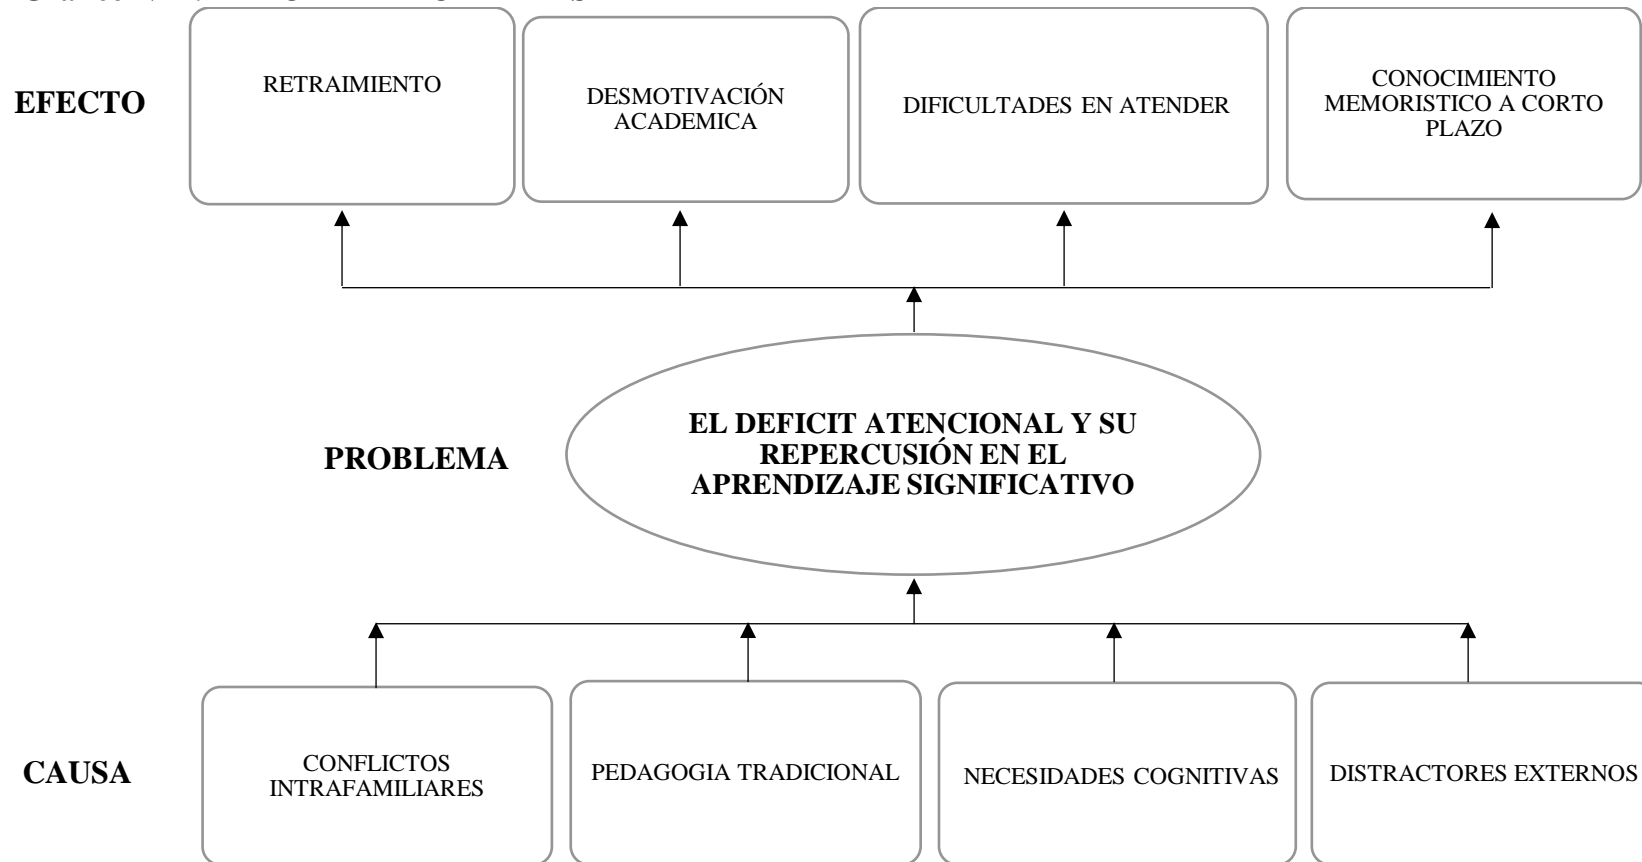 EFECTO
RETRAIMIENTO
DESMOTIVACIÓN
ACADEMICA
DIFICULTADES EN ATENDER
CONOCIMIENTO
MEMORISTICO A CORTO
PLAZO
PROBLEMA
EL DEFICIT ATENCIONAL Y SU
REPERCUSIÓN EN EL
APRENDIZAJE SIGNIFICATIVO
CAUSA
CONFLICTOS
INTRAFAMILIARES
PEDAGOGIA TRADICIONAL
NECESIDADES COGNITIVAS
DISTRACTORES EXTERNOS